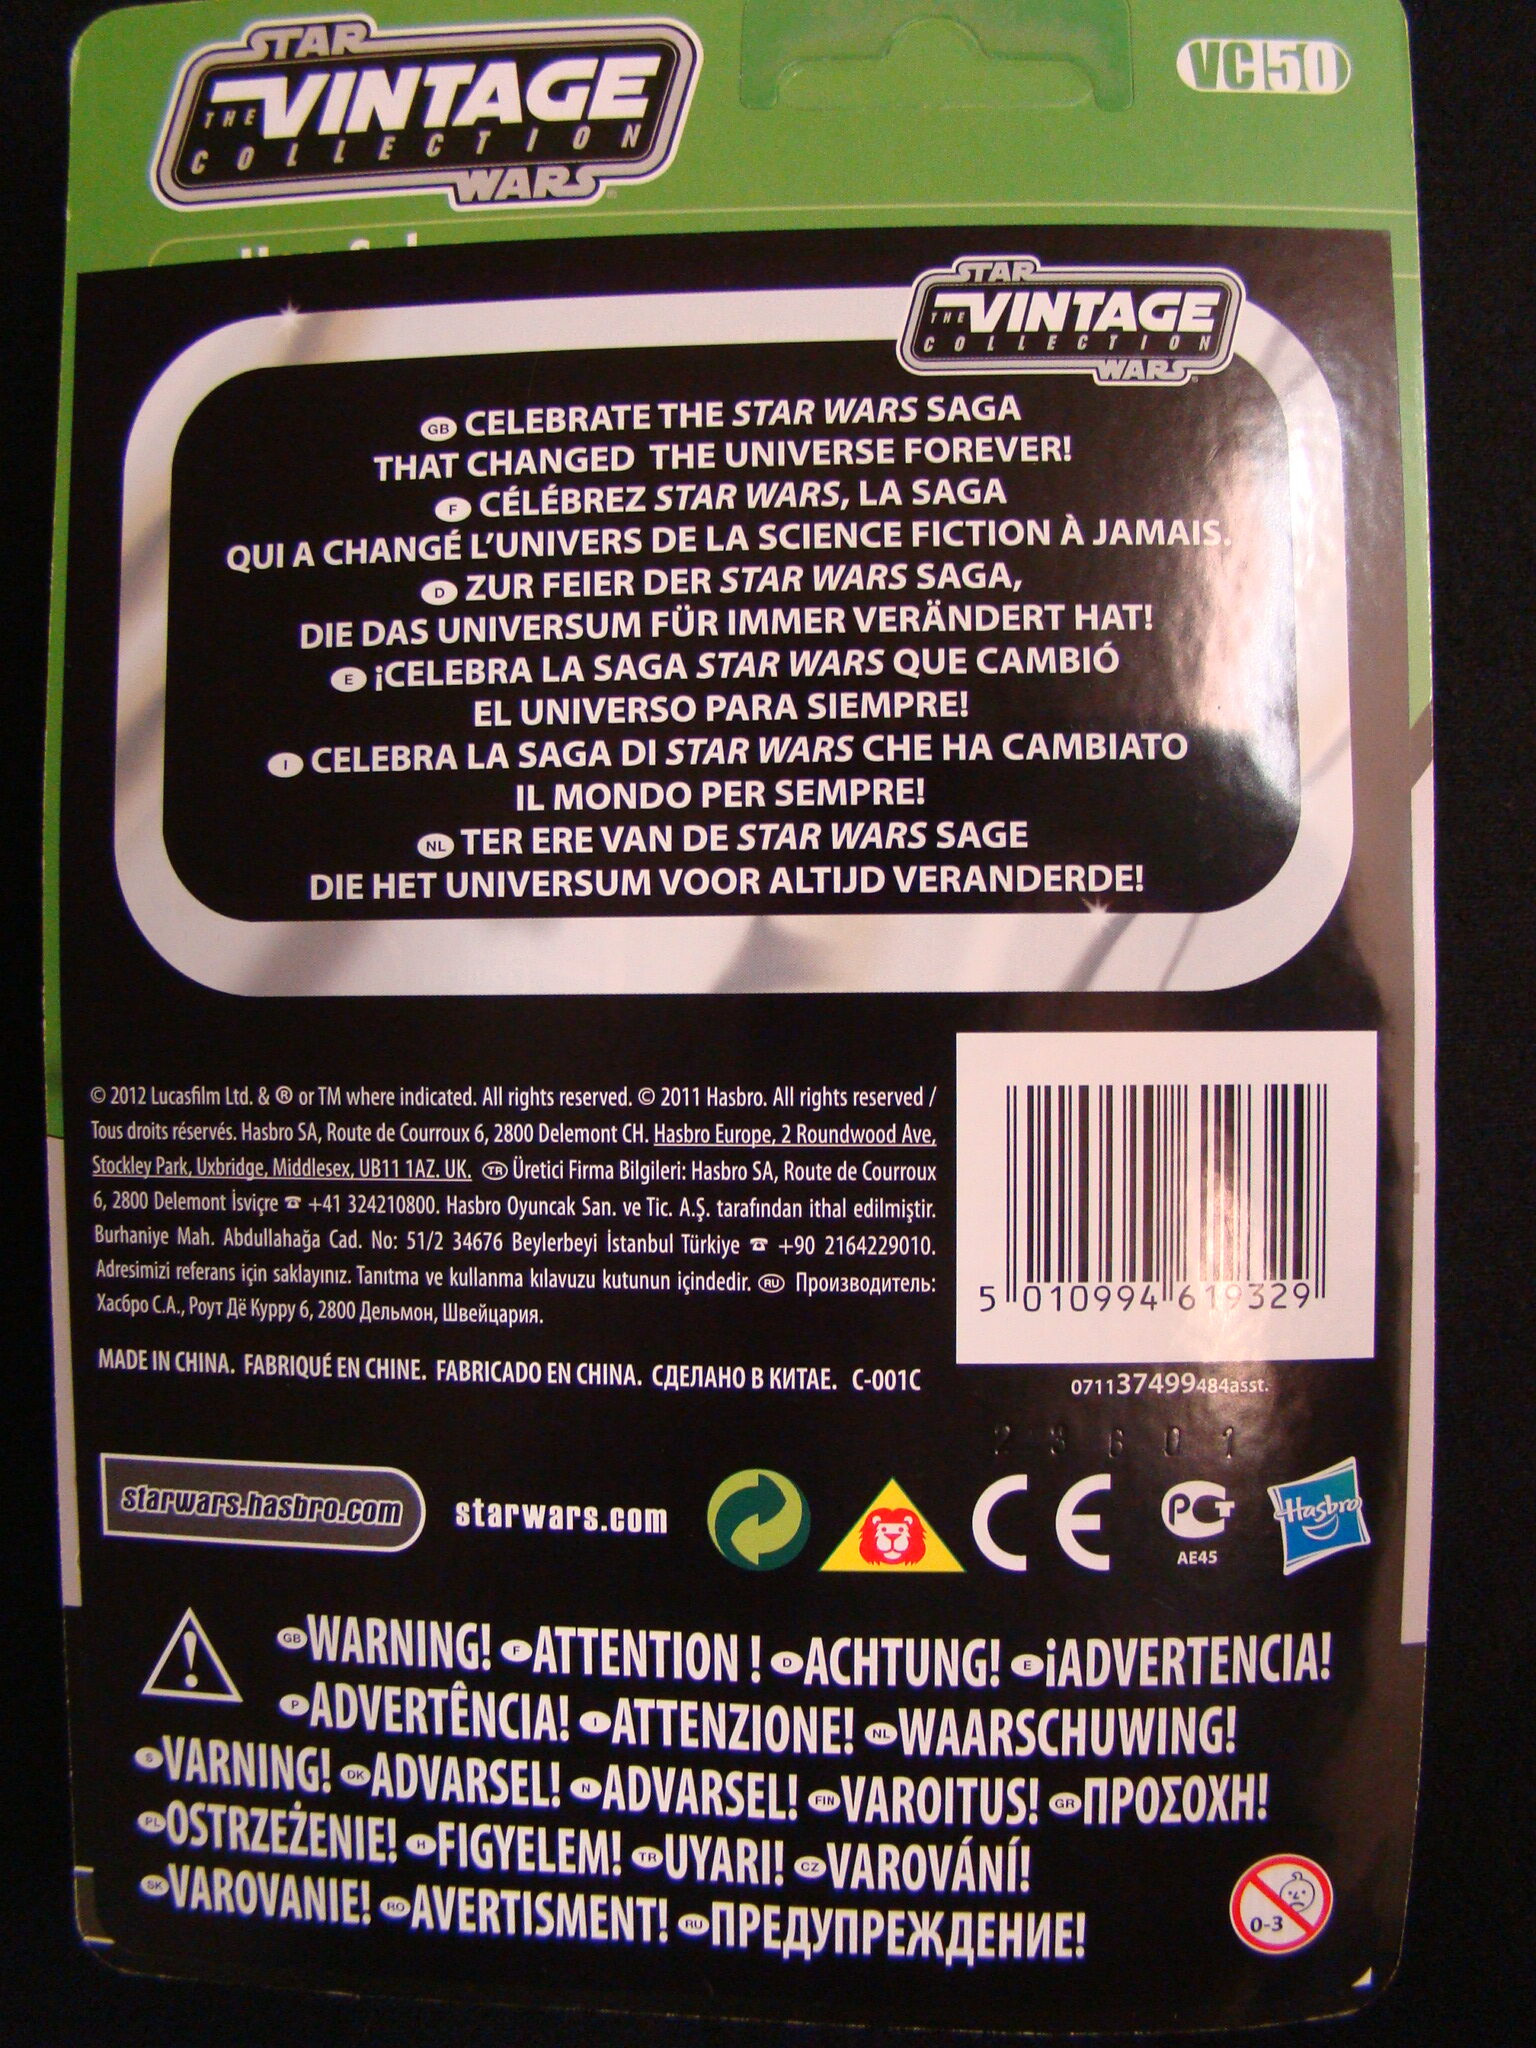 STAR
THE VINTAGE
COLLECTION
WARS
VC50
STAR
THE VINTAGE
COLLECTION
WARS
GB CELEBRATE THE STAR WARS SAGA
THAT CHANGED THE UNIVERSE FOREVER!
F CÉLÉBREZ STAR WARS, LA SAGA
QUI A CHANGÉ L'UNIVERS DE LA SCIENCE FICTION À JAMAIS.
D ZUR FEIER DER STAR WARS SAGA,
DIE DAS UNIVERSUM FÜR IMMER VERÄNDERT HAT!
E ¡CELEBRA LA SAGA STAR WARS QUE CAMBIÓ
EL UNIVERSO PARA SIEMPRE!
I CELEBRA LA SAGA DI STAR WARS CHE HA CAMBIATO
IL MONDO PER SEMPRE!
NL TER ERE VAN DE STAR WARS SAGE
DIE HET UNIVERSUM VOOR ALTIJD VERANDERDE!
© 2012 Lucasfilm Ltd. & ® or TM where indicated. All rights reserved. © 2011 Hasbro. All rights reserved /
Tous droits réservés. Hasbro SA, Route de Courroux 6, 2800 Delemont CH. Hasbro Europe, 2 Roundwood Ave,
Stockley Park, Uxbridge, Middlesex, UB11 1AZ. UK. TR Üretici Firma Bilgileri: Hasbro SA, Route de Courroux
6, 2800 Delemont İsviçre ☎ +41 324210800. Hasbro Oyuncak San. ve Tic. A.Ş. tarafından ithal edilmiştir.
Burhaniye Mah. Abdullahağa Cad. No: 51/2 34676 Beylerbeyi İstanbul Türkiye ☎ +90 2164229010.
Adresimizi referans için saklayınız. Tanıtma ve kullanma kılavuzu kutunun içindedir. RU Производитель:
Хасбро С.А., Роут Дё Курру 6, 2800 Дельмон, Швейцария.
MADE IN CHINA. FABRIQUÉ EN CHINE. FABRICADO EN CHINA. СДЕЛАНО В КИТАЕ. C-001C
5 010994 619329
071137499484asst.
2 3 6 0 1
starwars.hasbro.com
starwars.com
CE
РСТ
AE45
Hasbro
GB WARNING! F ATTENTION ! D ACHTUNG! E ¡ADVERTENCIA!
P ADVERTÊNCIA! I ATTENZIONE! NL WAARSCHUWING!
S VARNING! DK ADVARSEL! N ADVARSEL! FIN VAROITUS! GR ΠΡΟΣΟΧΗ!
PL OSTRZEŻENIE! H FIGYELEM! TR UYARI! CZ VAROVÁNÍ!
SK VAROVANIE! RO AVERTISMENT! RU ПРЕДУПРЕЖДЕНИЕ!
0-3